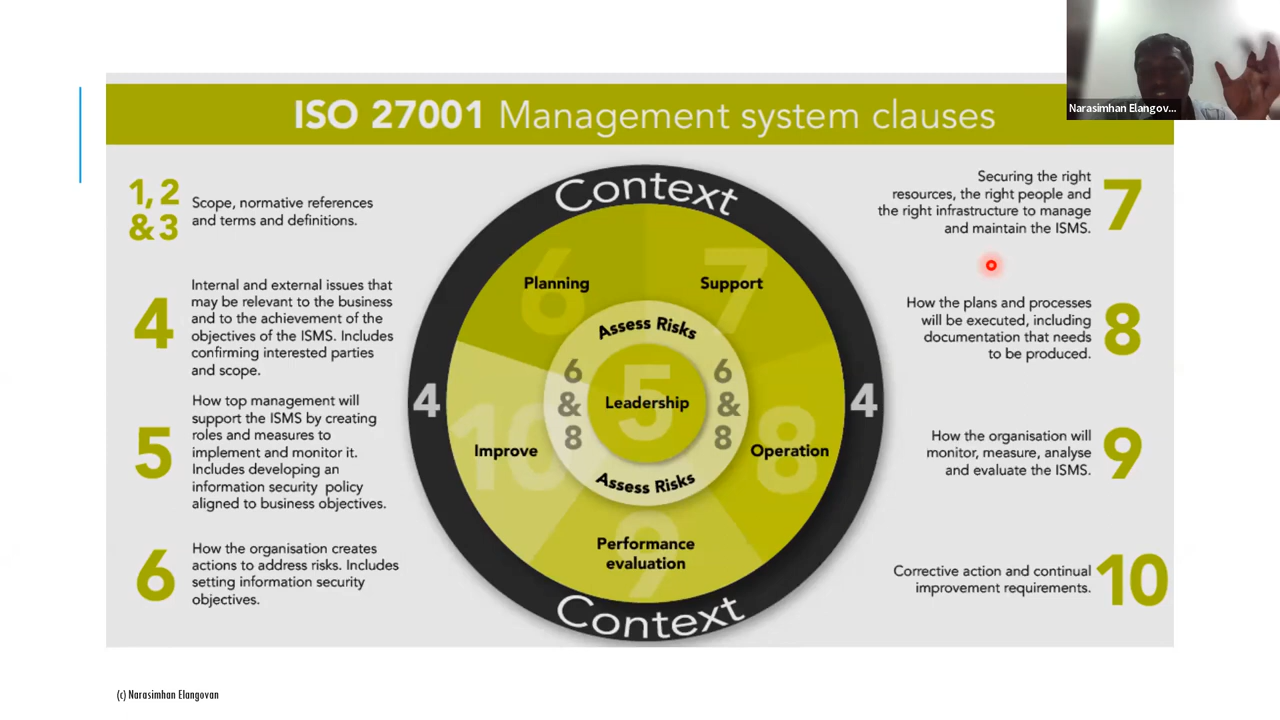 Narasimhan Elangov...
ISO 27001 Management system clauses
1, 2
& 3
Scope, normative references
and terms and definitions.
4
Internal and external issues that
may be relevant to the business
and to the achievement of the
objectives of the ISMS. Includes
confirming interested parties
and scope.
5
How top management will
support the ISMS by creating
roles and measures to
implement and monitor it.
Includes developing an
information security policy
aligned to business objectives.
6
How the organisation creates
actions to address risks. Includes
setting information security
objectives.
Context
6
Planning
7
Support
Assess Risks
6
&
8
5
Leadership
6
&
8
4
4
10
Improve
8
Operation
Assess Risks
9
Performance
evaluation
Context
Securing the right
resources, the right people and
the right infrastructure to manage
and maintain the ISMS.
7
How the plans and processes
will be executed, including
documentation that needs
to be produced.
8
How the organisation will
monitor, measure, analyse
and evaluate the ISMS.
9
Corrective action and continual
improvement requirements.
10
(c) Narasimhan Elangovan